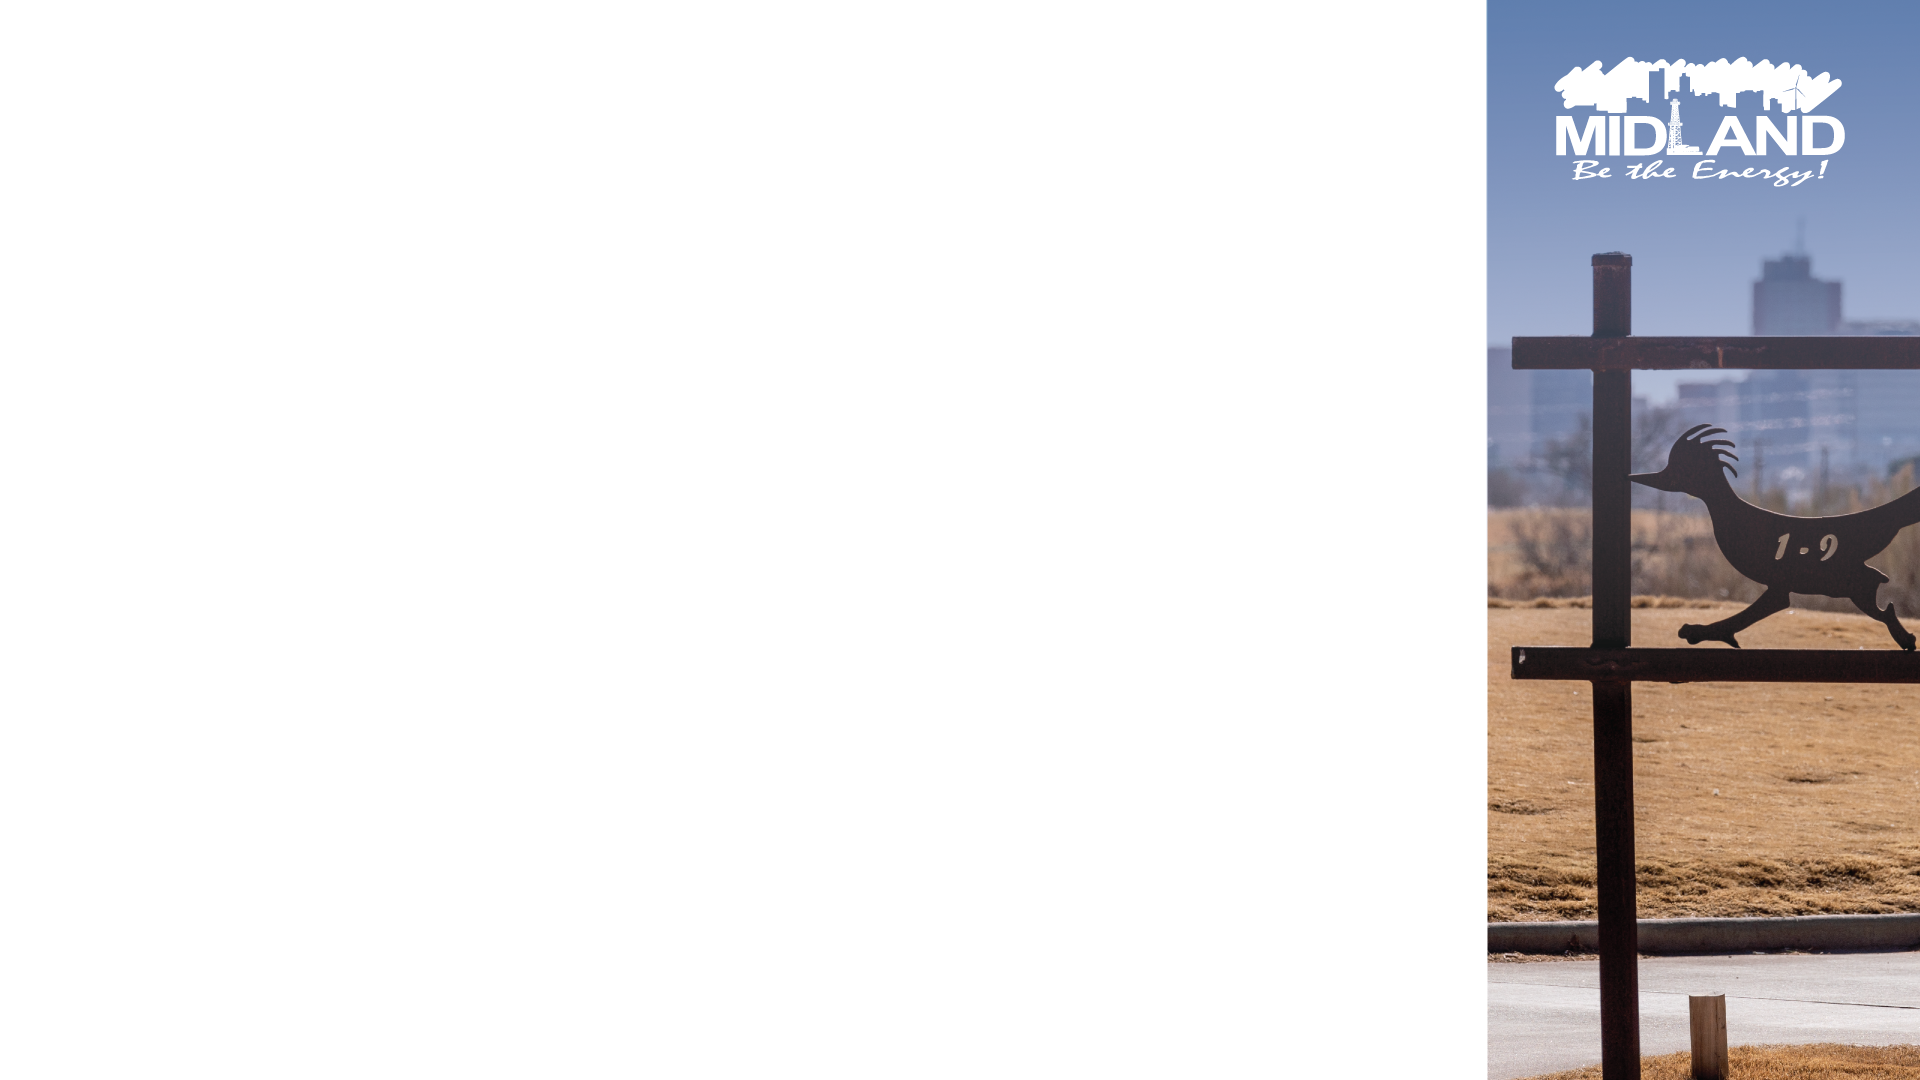 MIDLAND
Be the Energy!
1-9